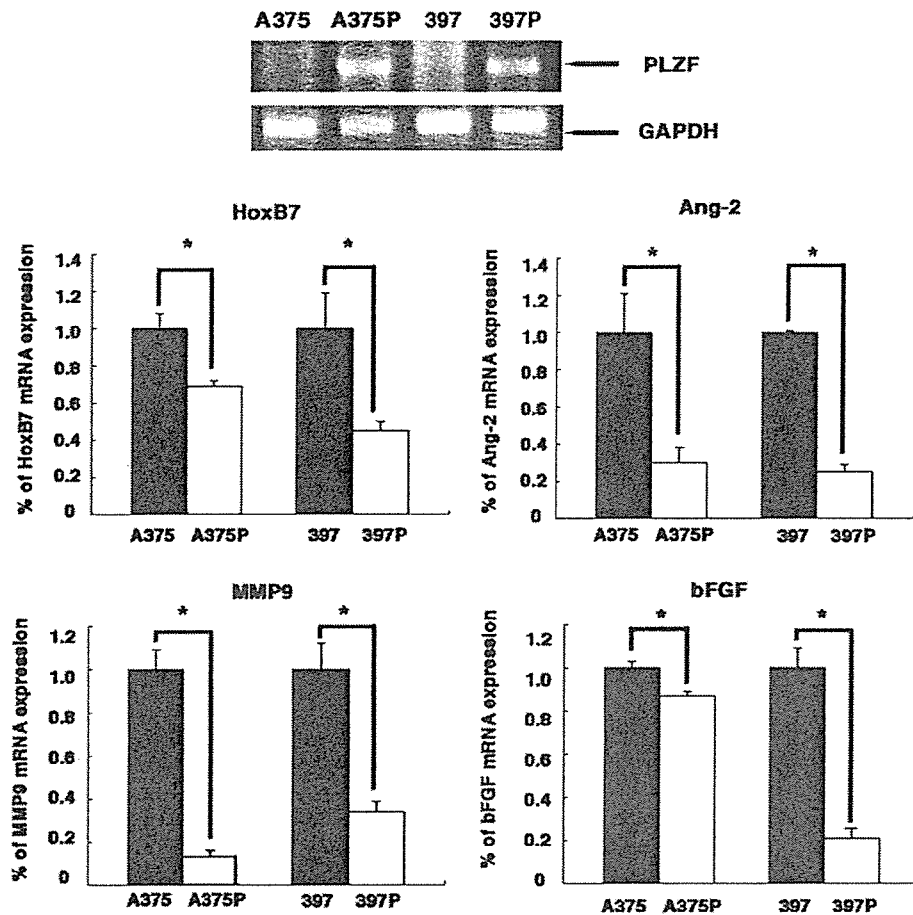 A375 A375P 397 397P
PLZF
GAPDH
HoxB7
% of HoxB7 mRNA expression
1.4
1.2
1.0
0.8
0.6
0.4
0.2
0
*
*
A375 A375P 397 397P
Ang-2
% of Ang-2 mRNA expression
1.4
1.2
1.0
0.8
0.6
0.4
0.2
0
*
*
A375 A375P 397 397P
MMP9
% of MMP9 mRNA expression
1.2
1.0
0.8
0.6
0.4
0.2
0
*
*
A375 A375P 397 397P
bFGF
% of bFGF mRNA expression
1.2
1.0
0.8
0.6
0.4
0.2
0
*
*
A375 A375P 397 397P